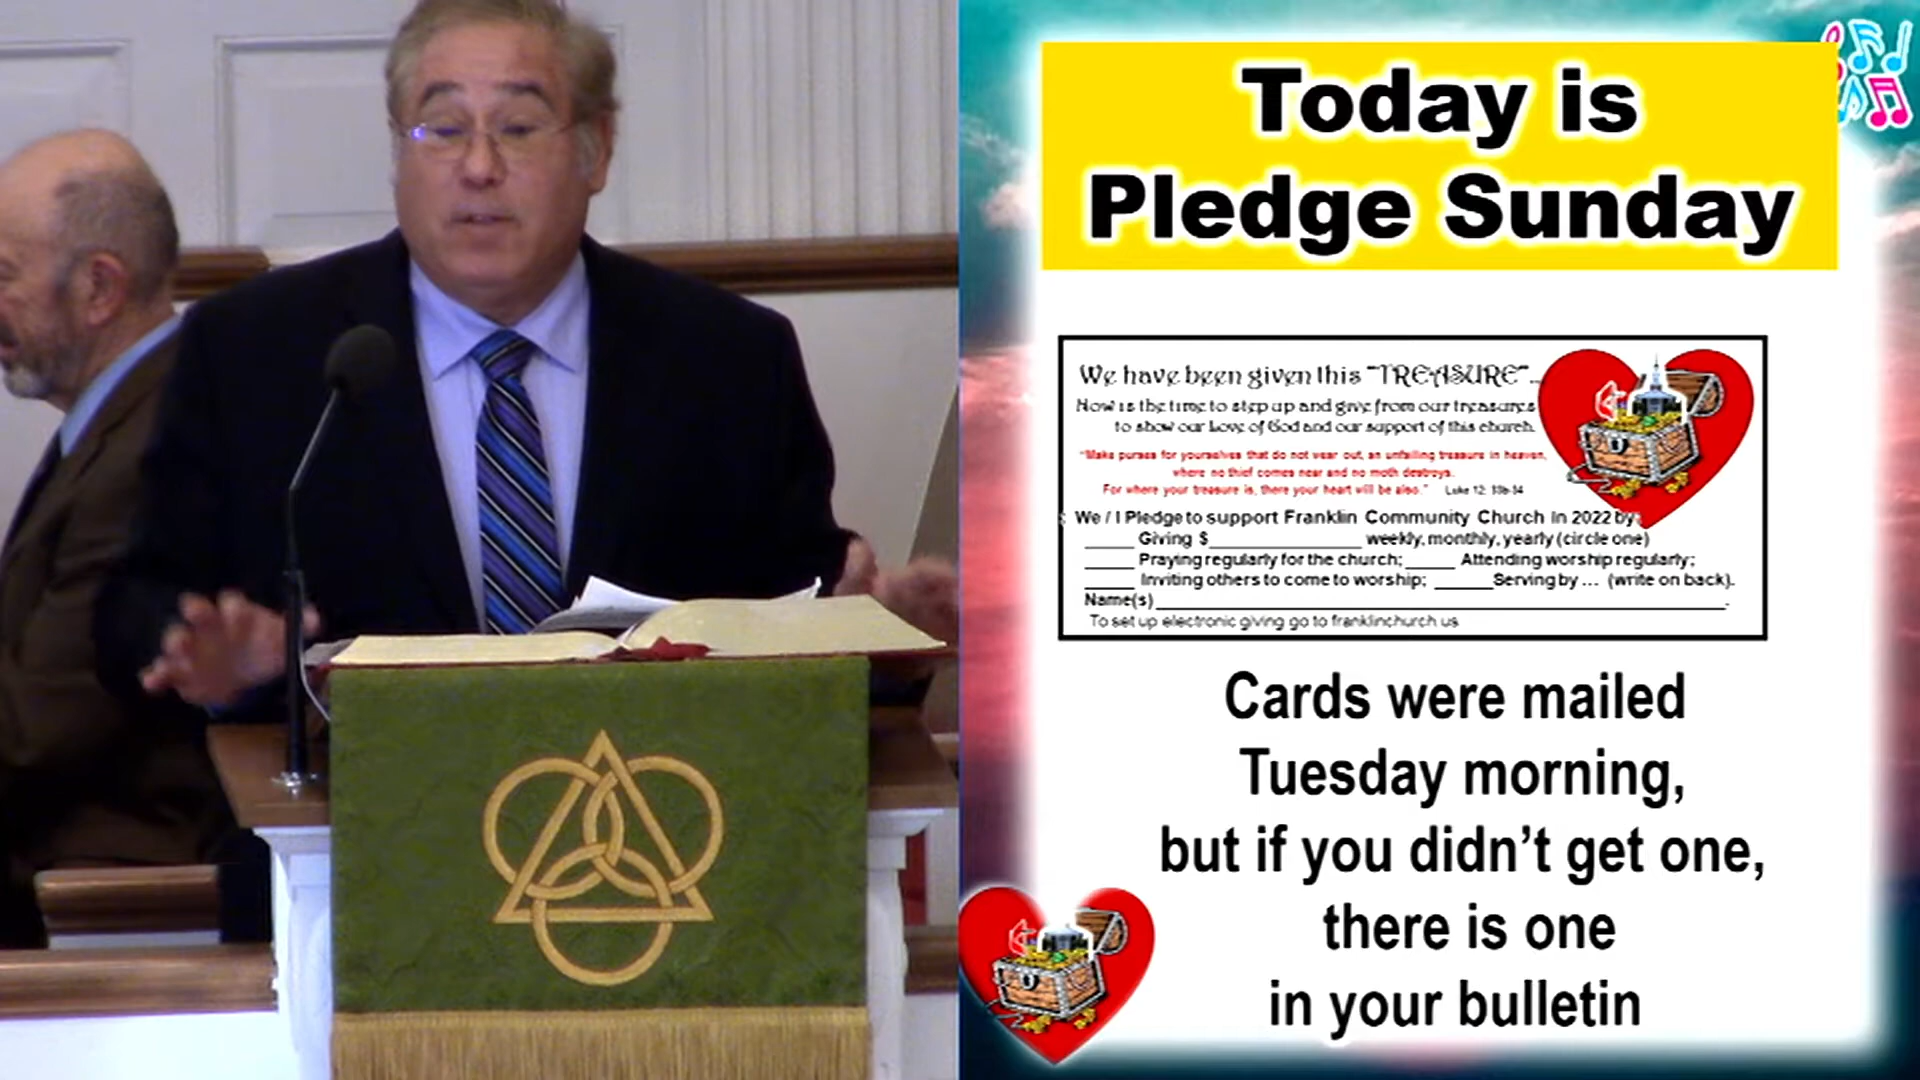 Today is
Pledge Sunday
We have been given this "TREASURE"...
Now is the time to step up and give from our treasures
to show our Love of God and our support of this church.
"Make purses for yourselves that do not wear out, an unfailing treasure in heaven,
where no thief comes near and no moth destroys.
For where your treasure is, there your heart will be also." Luke 12: 33b-34
We / I Pledge to support Franklin Community Church in 2022 by:
_____ Giving $_______________ weekly, monthly, yearly (circle one)
_____ Praying regularly for the church; _____ Attending worship regularly;
_____ Inviting others to come to worship; ______Serving by ... (write on back).
Name(s)__________________________________________________________.
To set up electronic giving go to franklinchurch.us
Cards were mailed
Tuesday morning,
but if you didn't get one,
there is one
in your bulletin